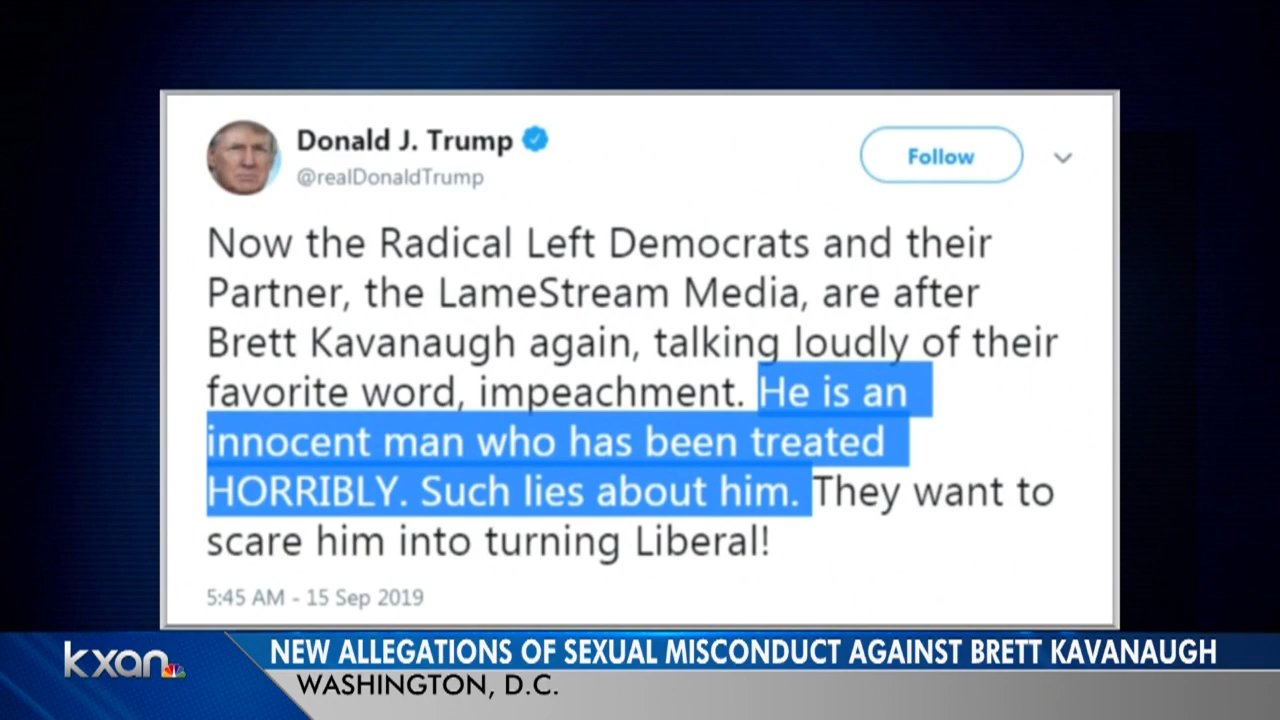 Donald J. Trump
@realDonaldTrump
Follow
Now the Radical Left Democrats and their
Partner, the LameStream Media, are after
Brett Kavanaugh again, talking loudly of their
favorite word, impeachment. He is an
innocent man who has been treated
HORRIBLY. Such lies about him. They want to
scare him into turning Liberal!
5:45 AM - 15 Sep 2019
kxan
NEW ALLEGATIONS OF SEXUAL MISCONDUCT AGAINST BRETT KAVANAUGH
WASHINGTON, D.C.